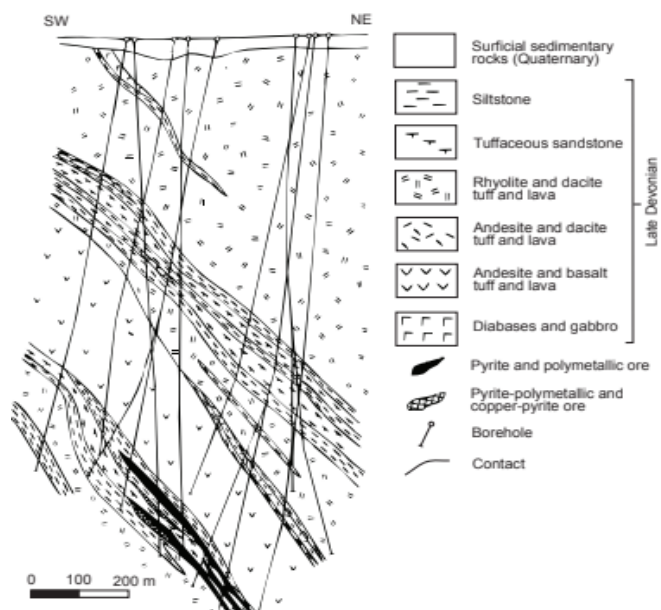 SW
NE
Surficial sedimentary
rocks (Quaternary)
Siltstone
Tuffaceous sandstone
Rhyolite and dacite
tuff and lava
Andesite and dacite
tuff and lava
Andesite and basalt
tuff and lava
Diabases and gabbro
Late Devonian
Pyrite and polymetallic ore
Pyrite-polymetallic and
copper-pyrite ore
Borehole
Contact
0 100 200 m